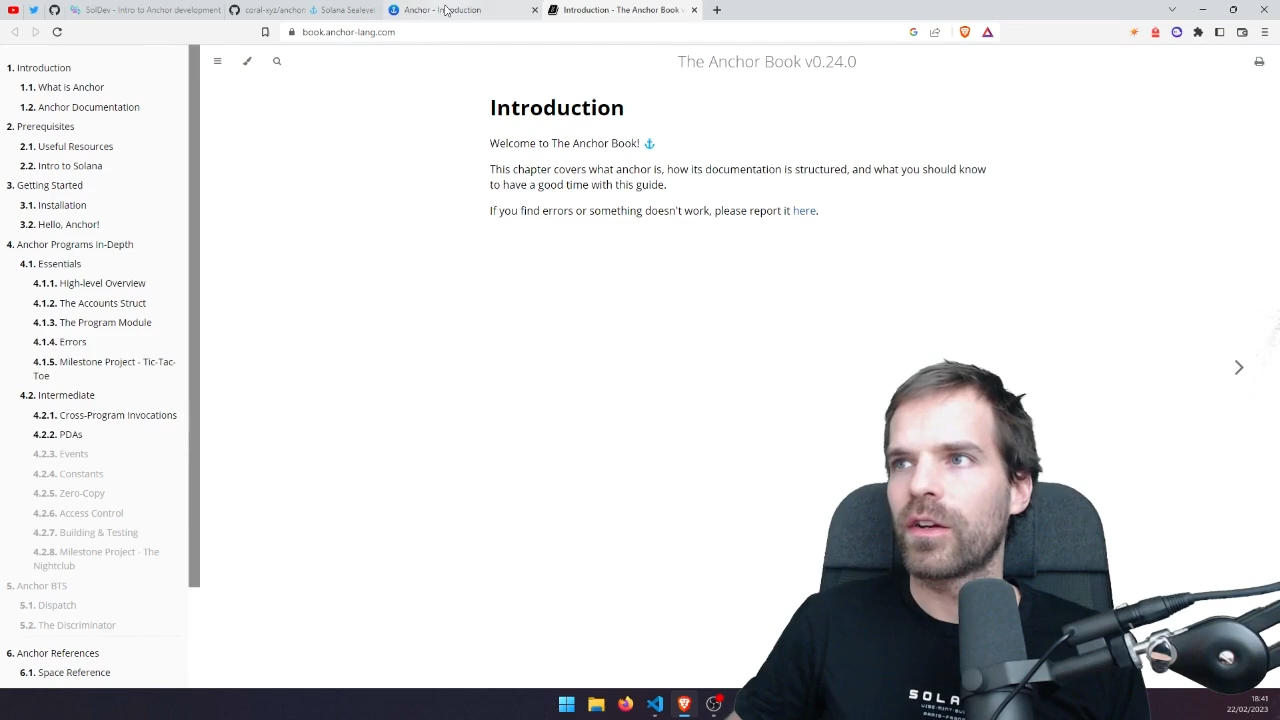 SolDev - Intro to Anchor development
coral-xyz/anchor: ⚓ Solana Sealevel
Anchor - Introduction
Introduction - The Anchor Book v
book.anchor-lang.com
1. Introduction
1.1. What is Anchor
1.2. Anchor Documentation
2. Prerequisites
2.1. Useful Resources
2.2. Intro to Solana
3. Getting Started
3.1. Installation
3.2. Hello, Anchor!
4. Anchor Programs In-Depth
4.1. Essentials
4.1.1. High-level Overview
4.1.2. The Accounts Struct
4.1.3. The Program Module
4.1.4. Errors
4.1.5. Milestone Project - Tic-Tac-
Toe
4.2. Intermediate
4.2.1. Cross-Program Invocations
4.2.2. PDAs
4.2.3. Events
4.2.4. Constants
4.2.5. Zero-Copy
4.2.6. Access Control
4.2.7. Building & Testing
4.2.8. Milestone Project - The
Nightclub
5. Anchor BTS
5.1. Dispatch
5.2. The Discriminator
6. Anchor References
6.1. Space Reference
The Anchor Book v0.24.0
Introduction
Welcome to The Anchor Book! ⚓
This chapter covers what anchor is, how its documentation is structured, and what you should know
to have a good time with this guide.
If you find errors or something doesn't work, please report it here.
SOLA
18:41
22/02/2023